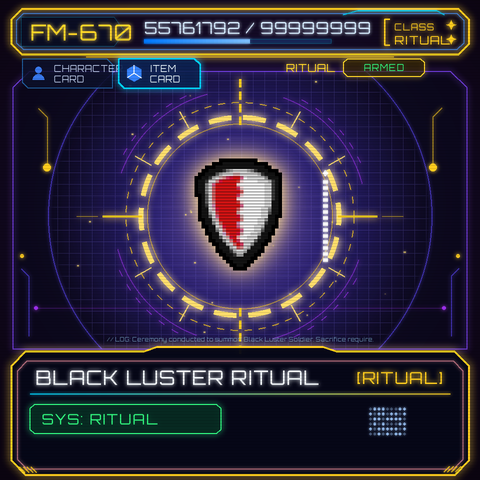 FM-670
55761792 / 99999999
CLASS
RITUAL
CHARACTER
CARD
ITEM
CARD
RITUAL
ARMED
// LOG: Ceremony conducted to summon Black Luster Soldier. Sacrifice require
BLACK LUSTER RITUAL
[RITUAL]
SYS: RITUAL